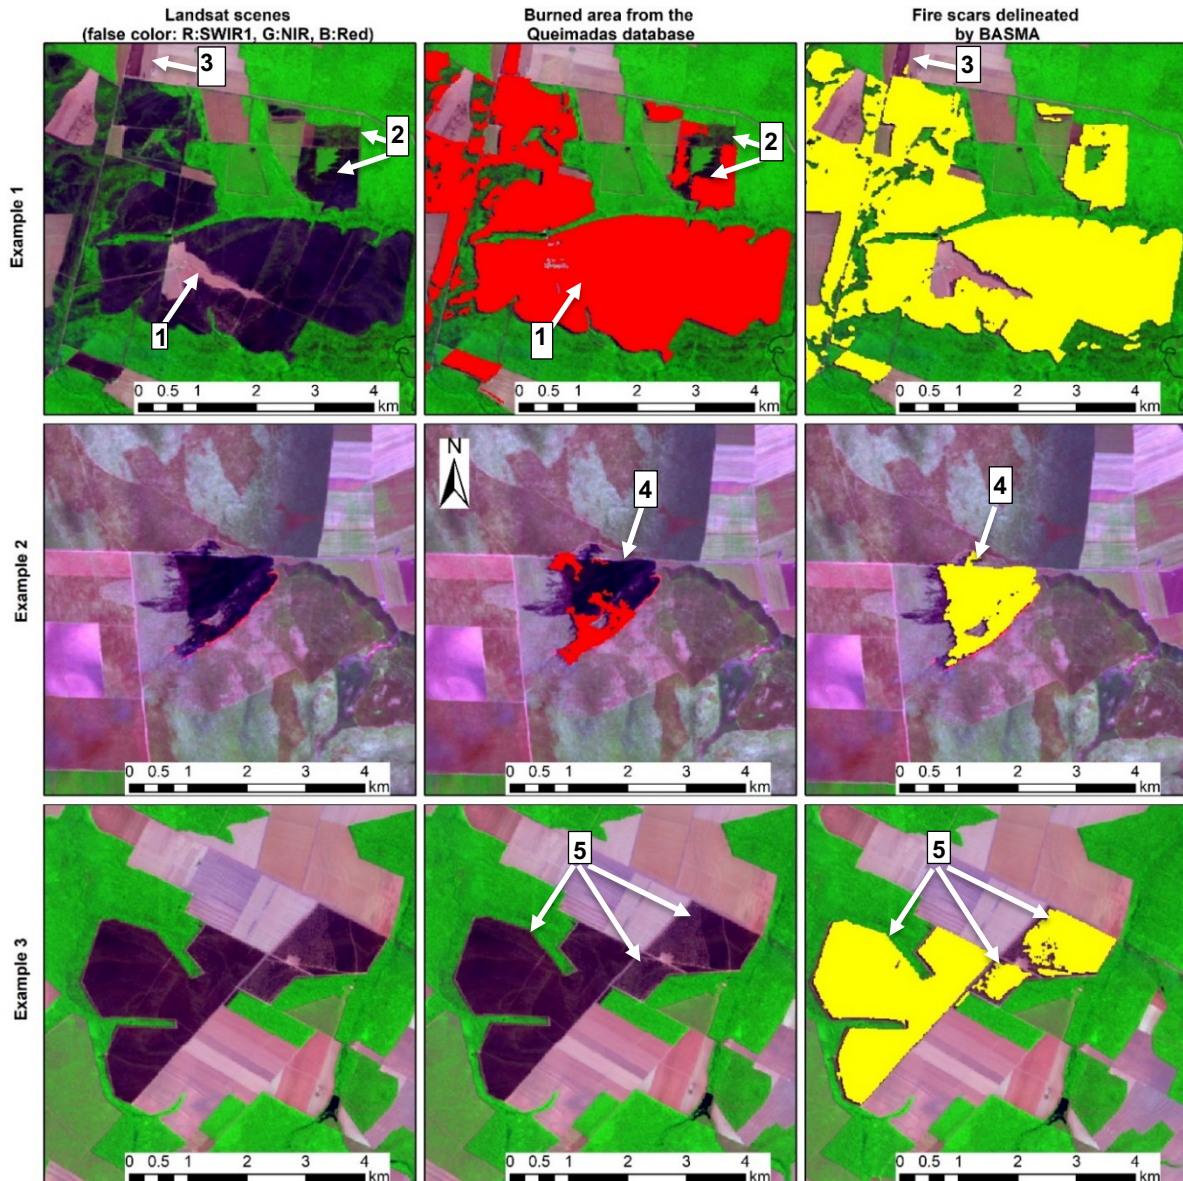 Landsat scenes
(false color: R:SWIR1, G:NIR, B:Red)
Burned area from the
Queimadas database
Fire scars delineated
by BASMA
Example 1
3
2
1
0 0.5 1 2 3 4
km
2
1
0 0.5 1 2 3 4
km
3
0 0.5 1 2 3 4
km
Example 2
0 0.5 1 2 3 4
km
N
4
0 0.5 1 2 3 4
km
4
0 0.5 1 2 3 4
km
Example 3
0 0.5 1 2 3 4
km
5
0 0.5 1 2 3 4
km
5
0 0.5 1 2 3 4
km